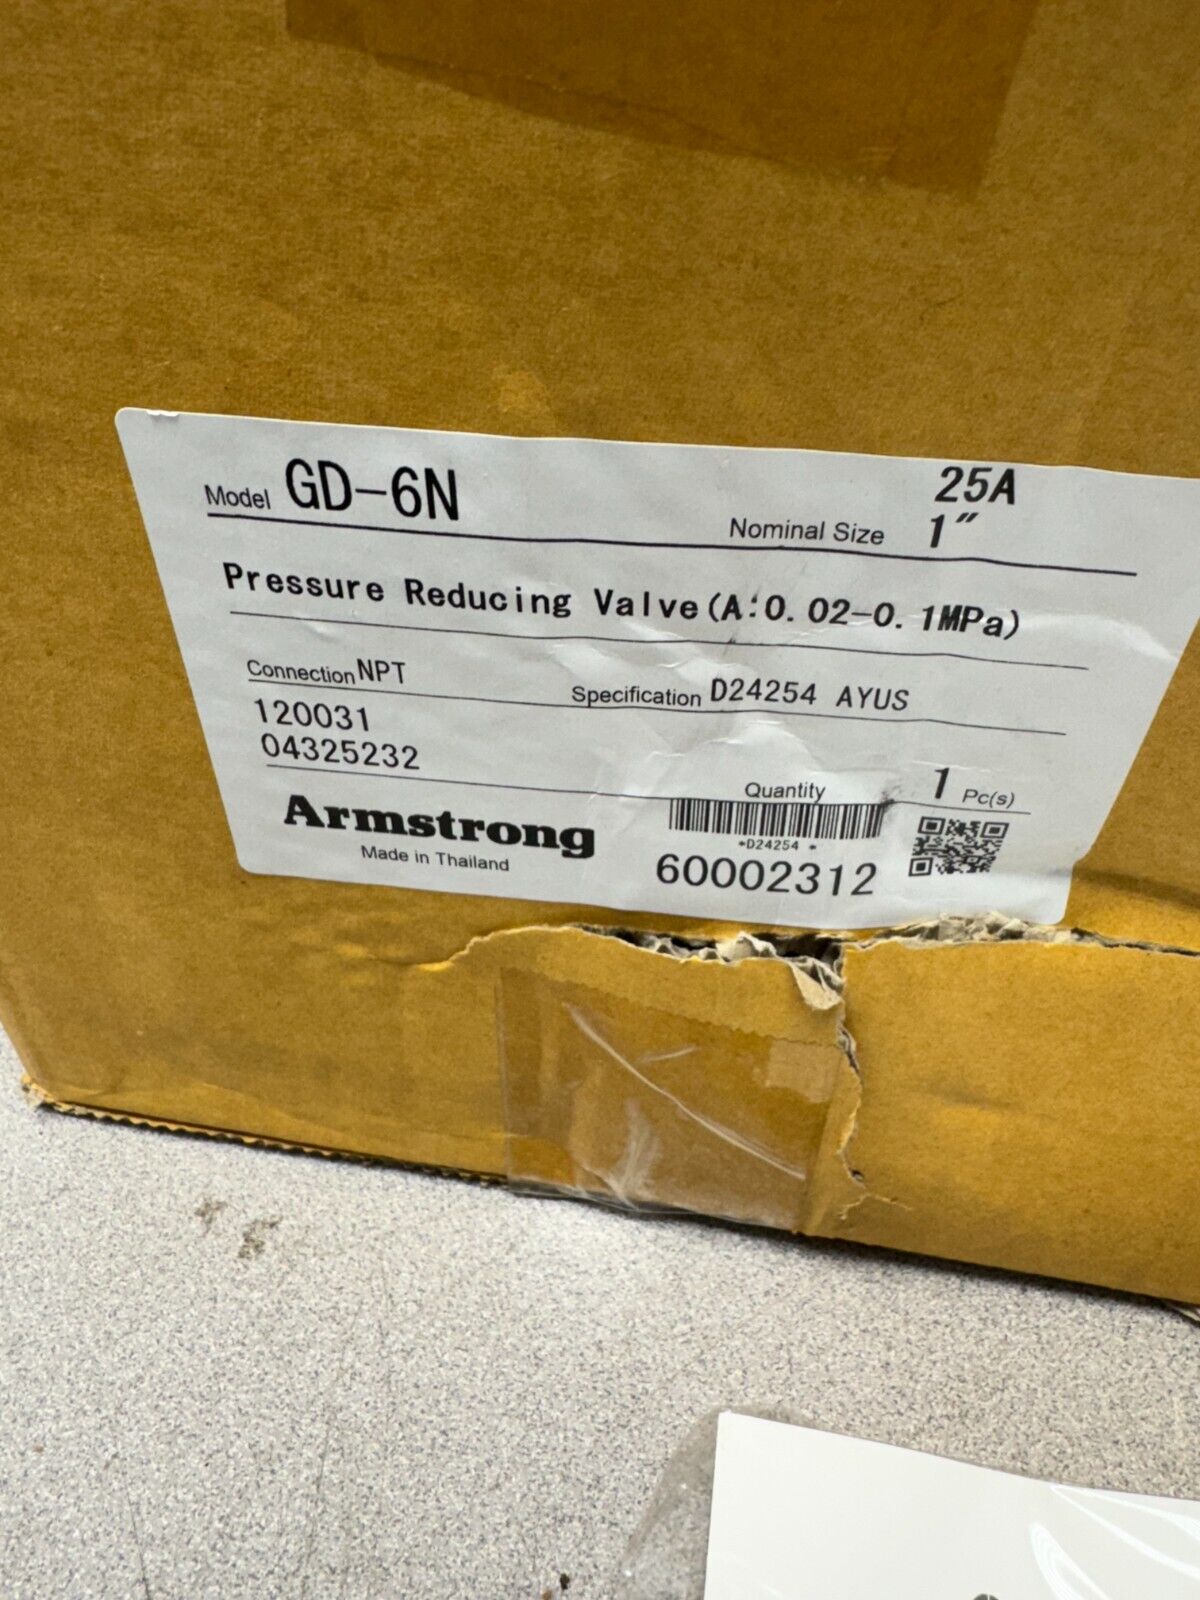 Model GD-6N
25A
Nominal Size 1"
Pressure Reducing Valve(A:0.02-0.1MPa)
Connection NPT
Specification D24254 AYUS
120031
04325232
Quantity 1 Pc(s)
Armstrong
*D24254 *
Made in Thailand
60002312